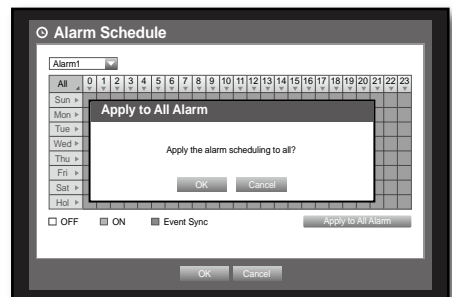 Alarm Schedule
Alarm1
All 0 1 2 3 4 5 6 7 8 9 10 11 12 13 14 15 16 17 18 19 20 21 22 23
Sun
Mon
Apply to All Alarm
Tue
Wed
Apply the alarm scheduling to all?
Thu
Fri
Sat
OK Cancel
Hol
OFF ON Event Sync Apply to All Alarm
OK Cancel